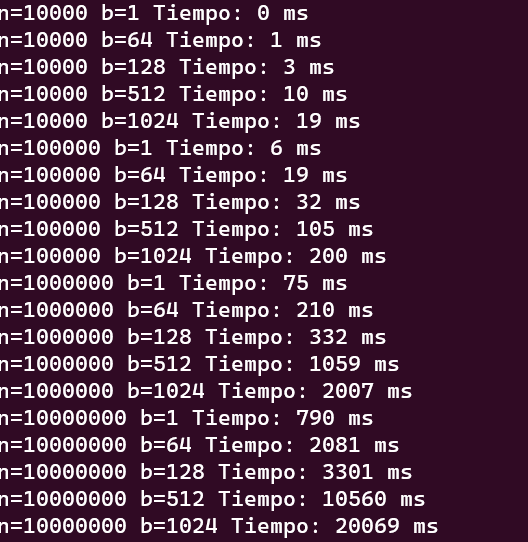 n=10000 b=1 Tiempo: 0 ms
n=10000 b=64 Tiempo: 1 ms
n=10000 b=128 Tiempo: 3 ms
n=10000 b=512 Tiempo: 10 ms
n=10000 b=1024 Tiempo: 19 ms
n=100000 b=1 Tiempo: 6 ms
n=100000 b=64 Tiempo: 19 ms
n=100000 b=128 Tiempo: 32 ms
n=100000 b=512 Tiempo: 105 ms
n=100000 b=1024 Tiempo: 200 ms
n=1000000 b=1 Tiempo: 75 ms
n=1000000 b=64 Tiempo: 210 ms
n=1000000 b=128 Tiempo: 332 ms
n=1000000 b=512 Tiempo: 1059 ms
n=1000000 b=1024 Tiempo: 2007 ms
n=10000000 b=1 Tiempo: 790 ms
n=10000000 b=64 Tiempo: 2081 ms
n=10000000 b=128 Tiempo: 3301 ms
n=10000000 b=512 Tiempo: 10560 ms
n=10000000 b=1024 Tiempo: 20069 ms